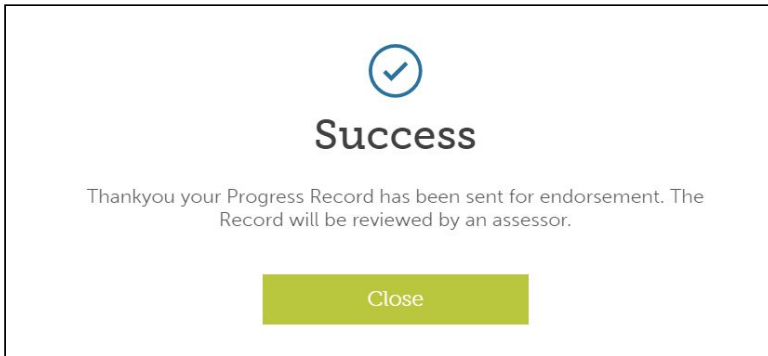 Success
Thankyou your Progress Record has been sent for endorsement. The
Record will be reviewed by an assessor.
Close